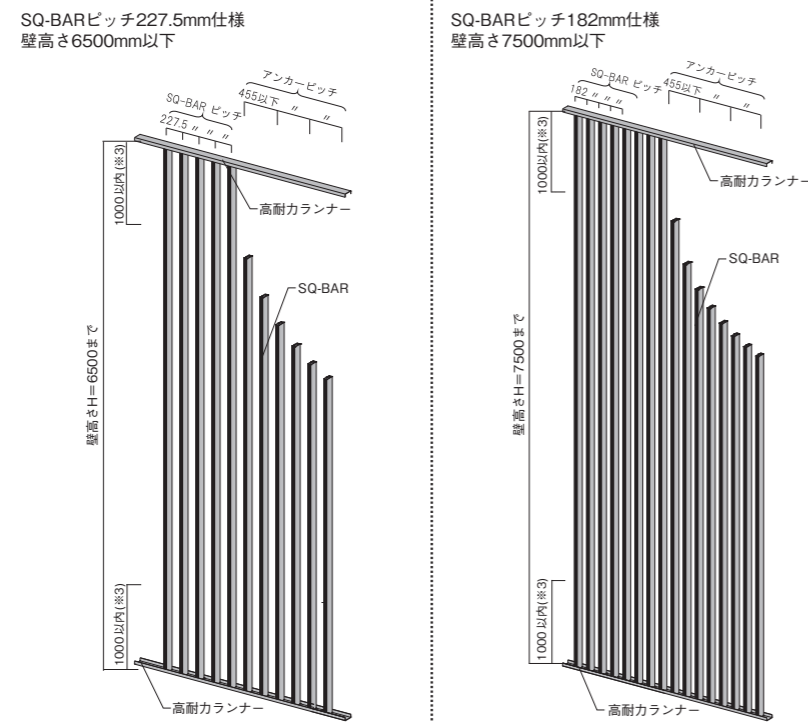 SQ-BARピッチ227.5mm仕様
壁高さ6500mm以下
アンカーピッチ
455以下 〃 〃
SQ-BAR ピッチ
227.5 〃 〃 〃
1000以内(※3)
高耐力ランナー
SQ-BAR
壁高さH=6500まで
1000以内(※3)
高耐力ランナー
SQ-BARピッチ182mm仕様
壁高さ7500mm以下
アンカーピッチ
455以下 〃 〃
SQ-BAR ピッチ
182 〃 〃 〃
1000以内(※3)
高耐力ランナー
SQ-BAR
壁高さH=7500まで
1000以内(※3)
高耐力ランナー